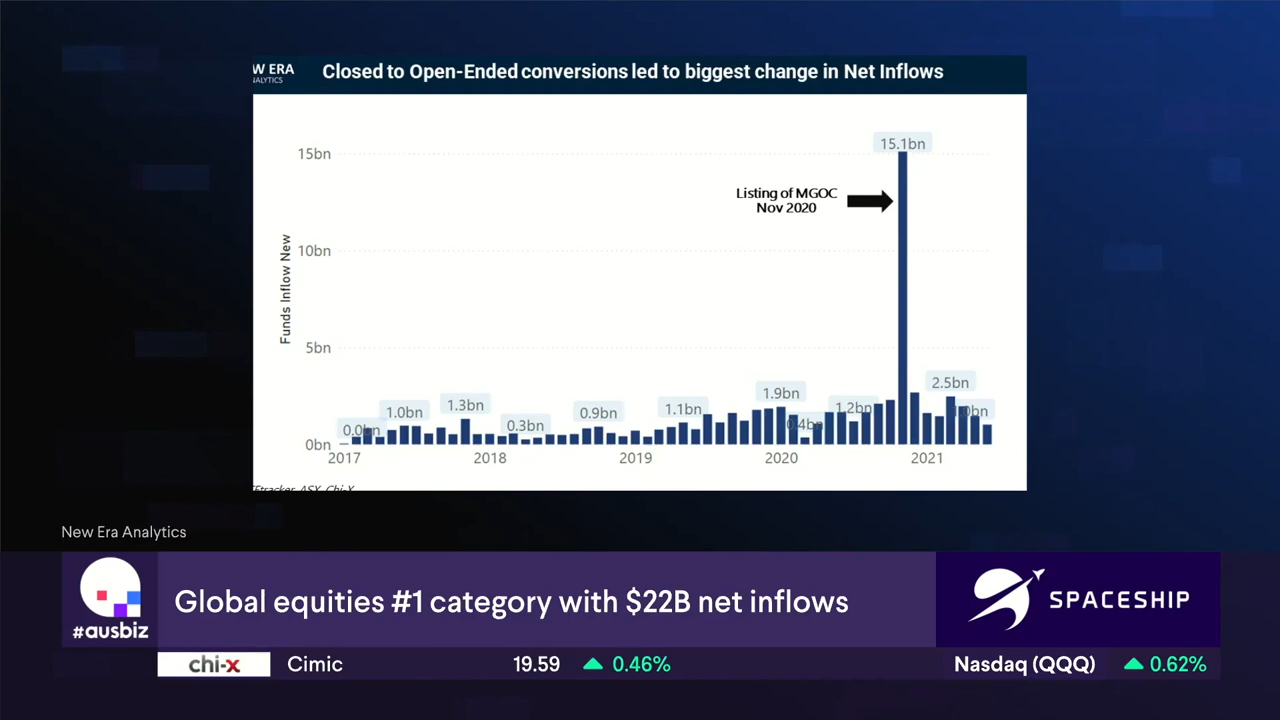 W ERA
ALYTICS
Closed to Open-Ended conversions led to biggest change in Net Inflows
15.1bn
15bn
Listing of MGOC
Nov 2020
10bn
Funds Inflow New
5bn
2.5bn
1.9bn
1.3bn
1.0bn
0.9bn
1.1bn
1.2bn
0.3bn
0.4bn
0bn
2017
2018
2019
2020
2021
ASX, Chi-X
New Era Analytics
#ausbiz
Global equities #1 category with $22B net inflows
SPACESHIP
chi-x
Cimic 19.59 0.46%
Nasdaq (QQQ) 0.62%